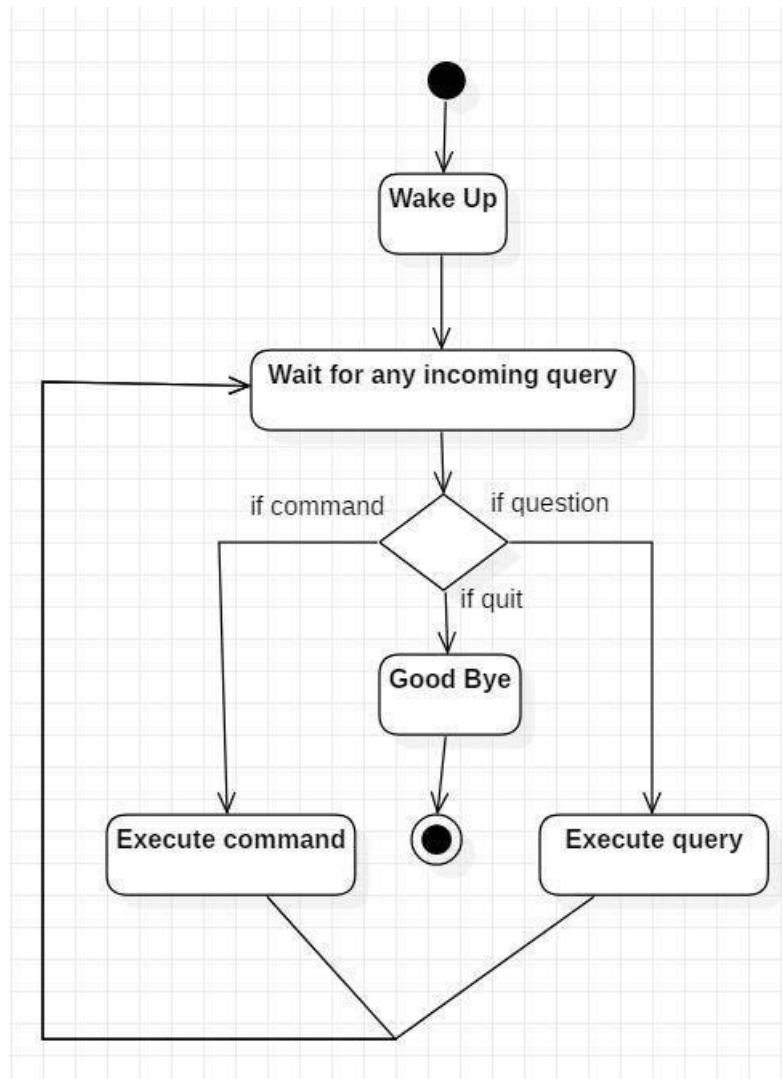 Wake Up
Wait for any incoming query
if command
if question
if quit
Good Bye
Execute command
Execute query